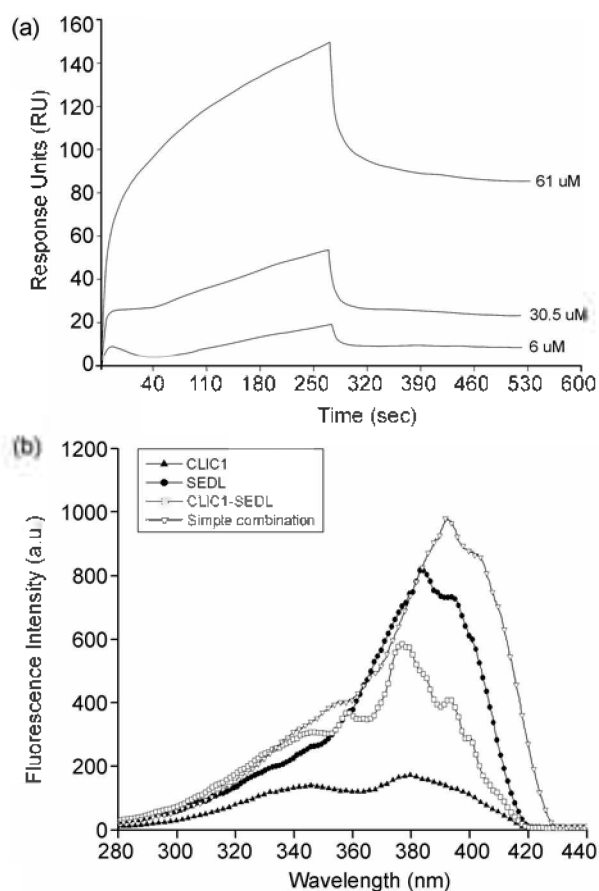 (a)
160
140
120
100
80
60
40
20
0
Response Units (RU)
61 uM
30.5 uM
6 uM
40 110 180 250 320 390 460 530 600
Time (sec)
(b)
1200
1000
800
600
400
200
0
Fluorescence Intensity (a.u.)
CLIC1
SEDL
CLIC1-SEDL
Simple combination
280 300 320 340 360 380 400 420 440
Wavelength (nm)